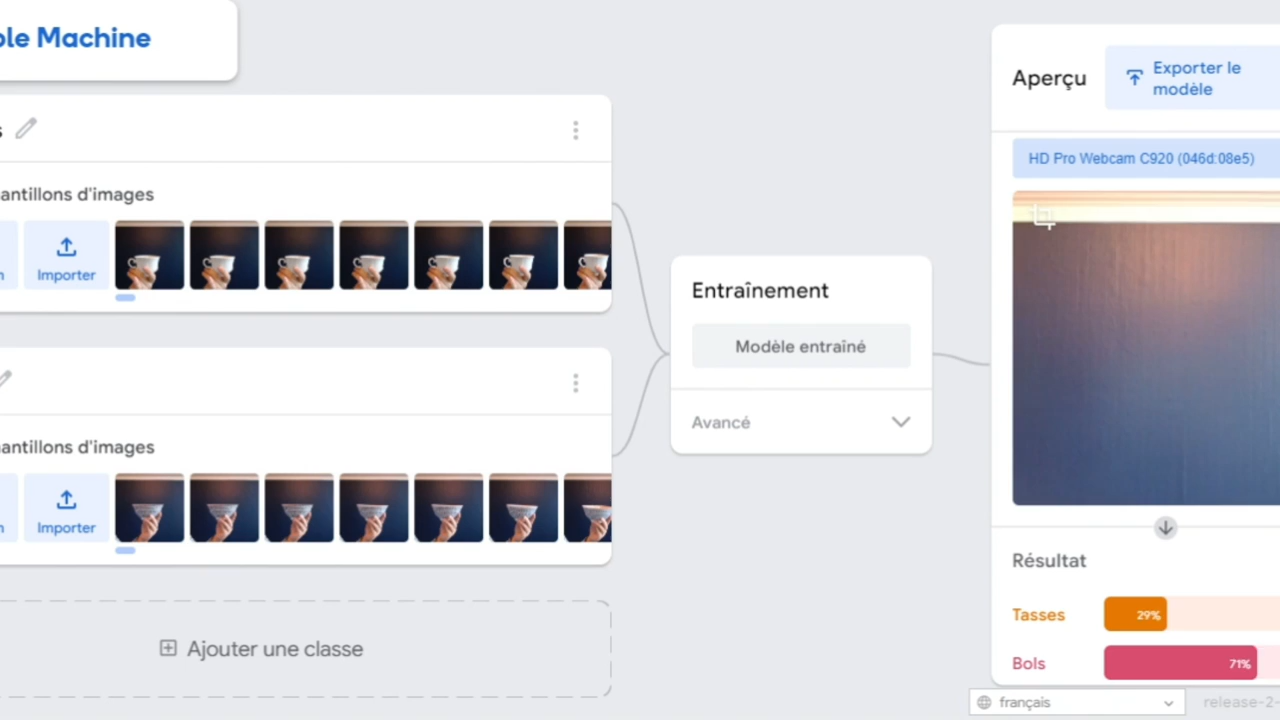 ole Machine
s
antillons d'images
n
Importer
antillons d'images
n
Importer
Ajouter une classe
Entraînement
Modèle entraîné
Avancé
Aperçu
Exporter le
modèle
HD Pro Webcam C920 (046d:08e5)
Résultat
Tasses
29%
Bols
71%
français
release-2-